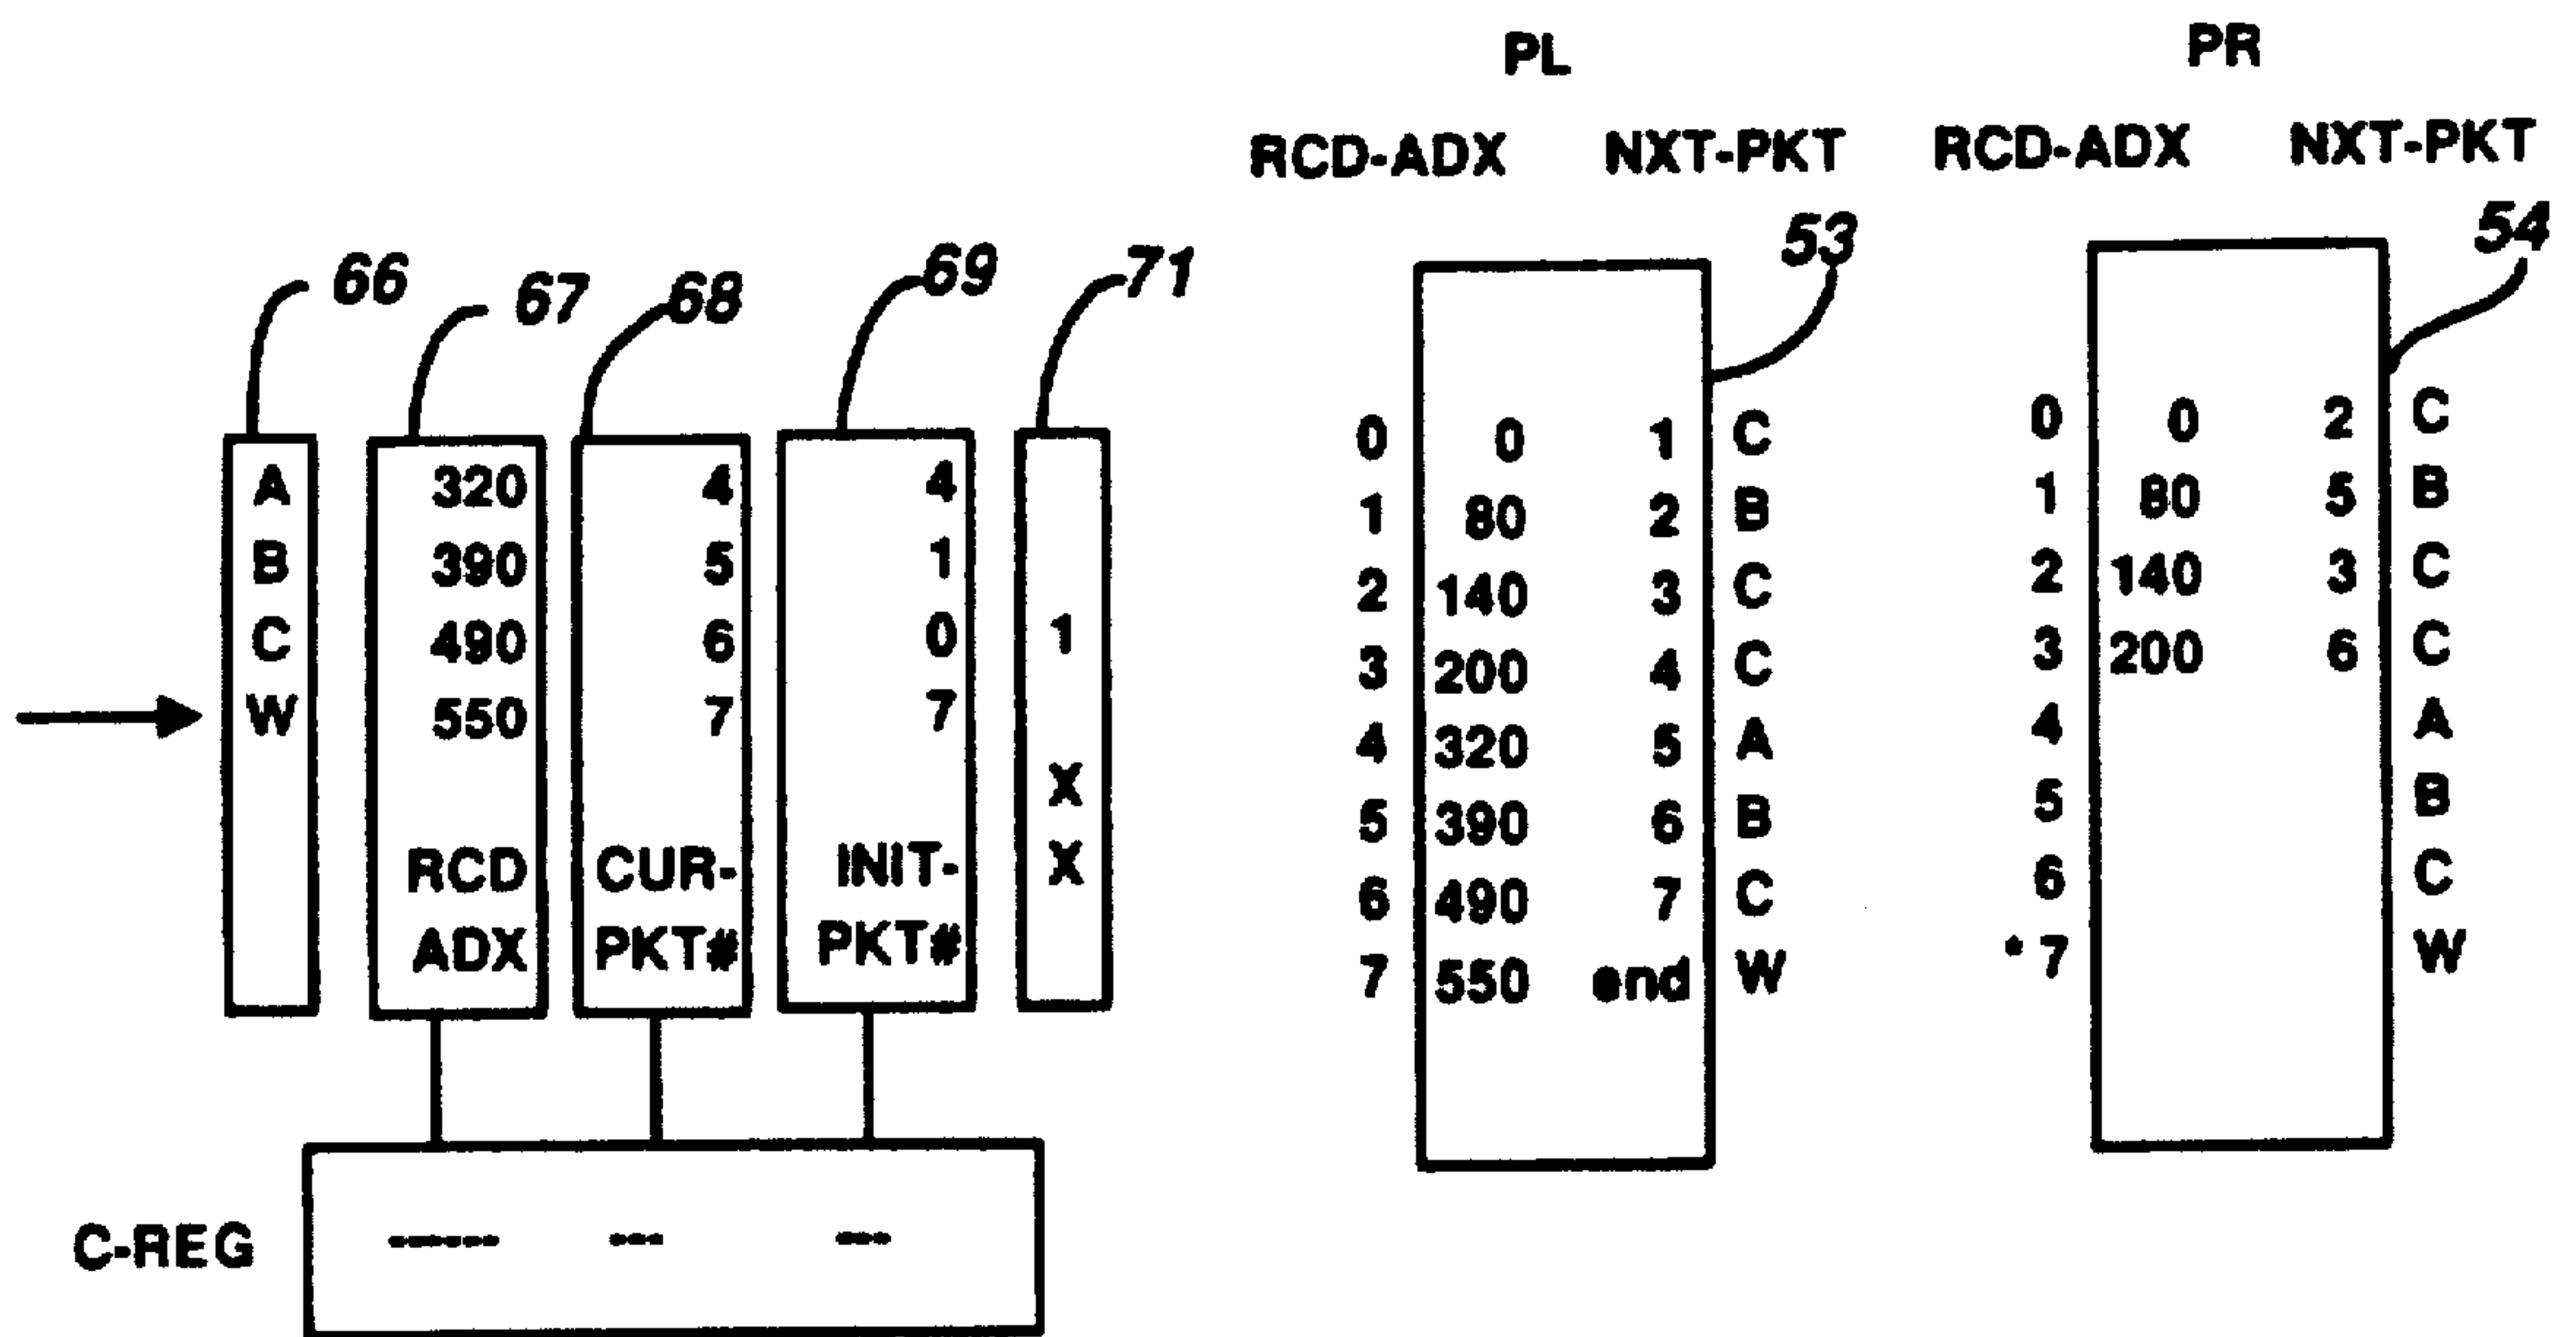 66 67 68 69 71
A 320 4 4
B 390 5 1
C 490 6 0 1
W 550 7 7
X
RCD CUR- INIT- X
ADX PKT# PKT#
C-REG ------ --- ---
PL
RCD-ADX NXT-PKT
53
0 0 1 C
1 80 2 B
2 140 3 C
3 200 4 C
4 320 5 A
5 390 6 B
6 490 7 C
7 550 end W
PR
RCD-ADX NXT-PKT
54
0 0 2 C
1 80 5 B
2 140 3 C
3 200 6 C
4 A
5 B
6 C
* 7 W